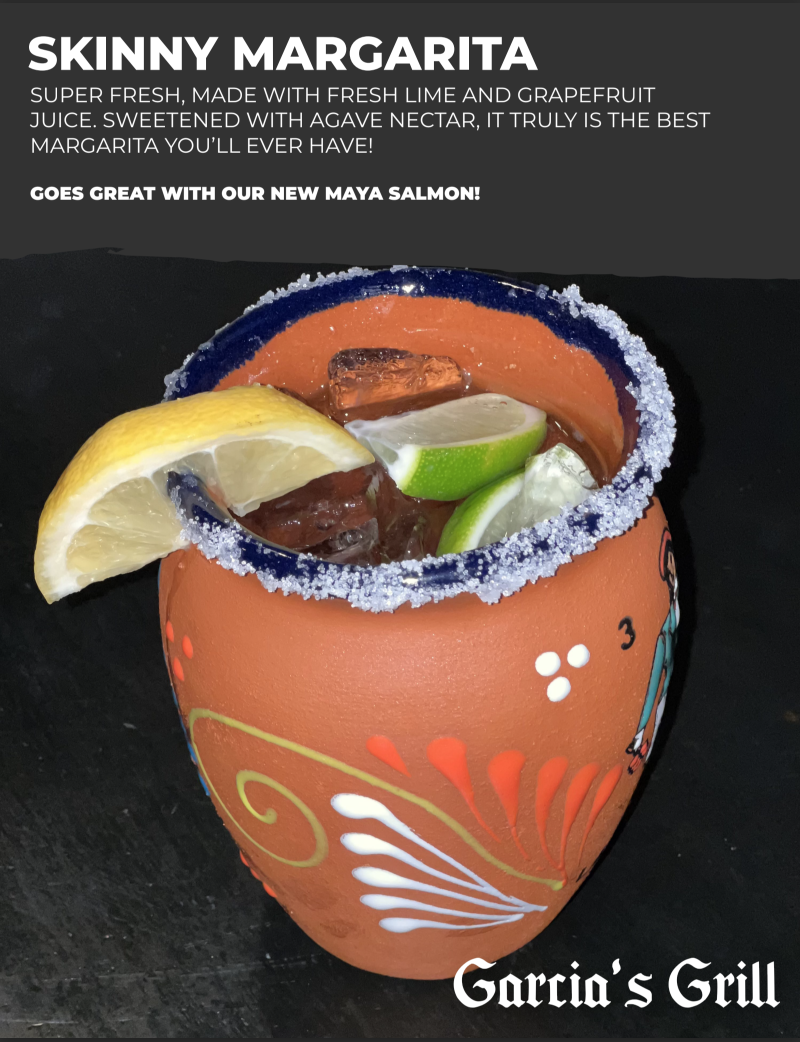 SKINNY MARGARITA
SUPER FRESH, MADE WITH FRESH LIME AND GRAPEFRUIT
JUICE. SWEETENED WITH AGAVE NECTAR, IT TRULY IS THE BEST
MARGARITA YOU'LL EVER HAVE!
GOES GREAT WITH OUR NEW MAYA SALMON!
3
Garcia's Grill